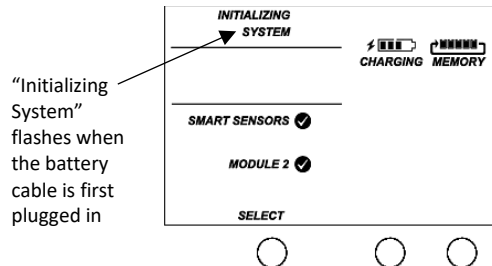 INITIALIZING
SYSTEM
CHARGING MEMORY
“Initializing
System”
flashes when
the battery
cable is first
plugged in
SMART SENSORS
MODULE 2
SELECT